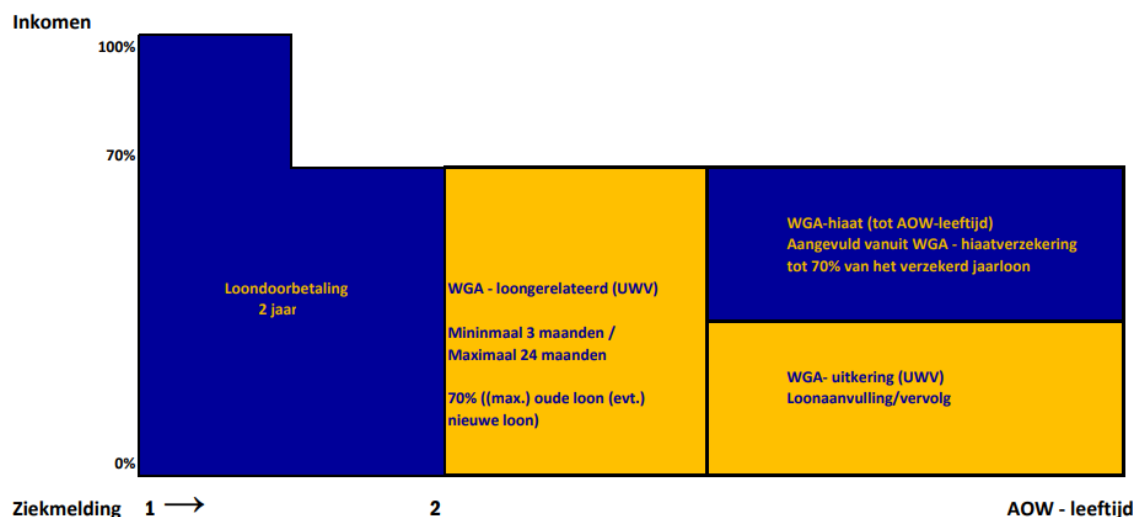 Inkomen
100%
70%
0%
Loondoorbetaling
2 jaar
WGA - loongerelateerd (UWV)
Mininmaal 3 maanden /
Maximaal 24 maanden
70% ((max.) oude loon (evt.)
nieuwe loon)
WGA-hiaat (tot AOW-leeftijd)
Aangevuld vanuit WGA - hiaatverzekering
tot 70% van het verzekerd jaarloon
WGA- uitkering (UWV)
Loonaanvulling/vervolg
Ziekmelding 1 → 2 AOW - leeftijd